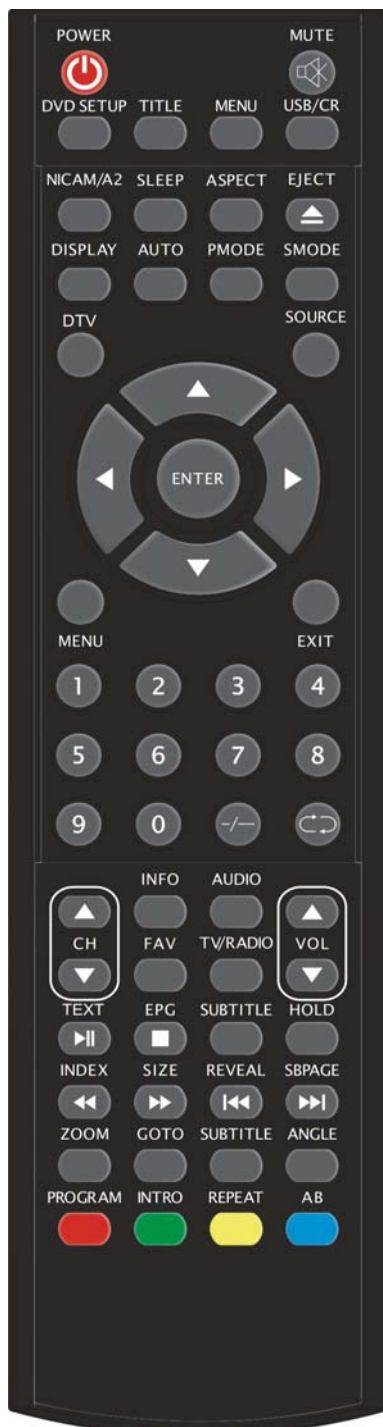 POWER MUTE
DVD SETUP TITLE MENU USB/CR
NICAM/A2 SLEEP ASPECT EJECT
DISPLAY AUTO PMODE SMODE
DTV SOURCE
ENTER
MENU EXIT
1 2 3 4
5 6 7 8
9 0 -/--
INFO AUDIO
CH FAV TV/RADIO VOL
TEXT EPG SUBTITLE HOLD
INDEX SIZE REVEAL SBPAGE
ZOOM GOTO SUBTITLE ANGLE
PROGRAM INTRO REPEAT AB